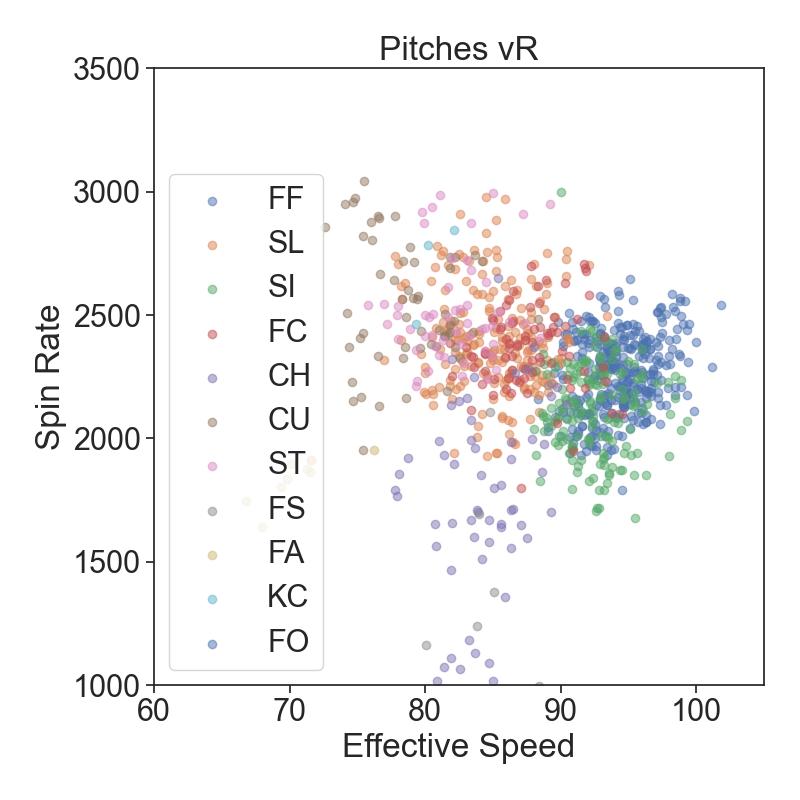 Pitches vR
3500
3000
2500
2000
1500
1000
Spin Rate
FF
SL
SI
FC
CH
CU
ST
FS
FA
KC
FO
60 70 80 90 100
Effective Speed